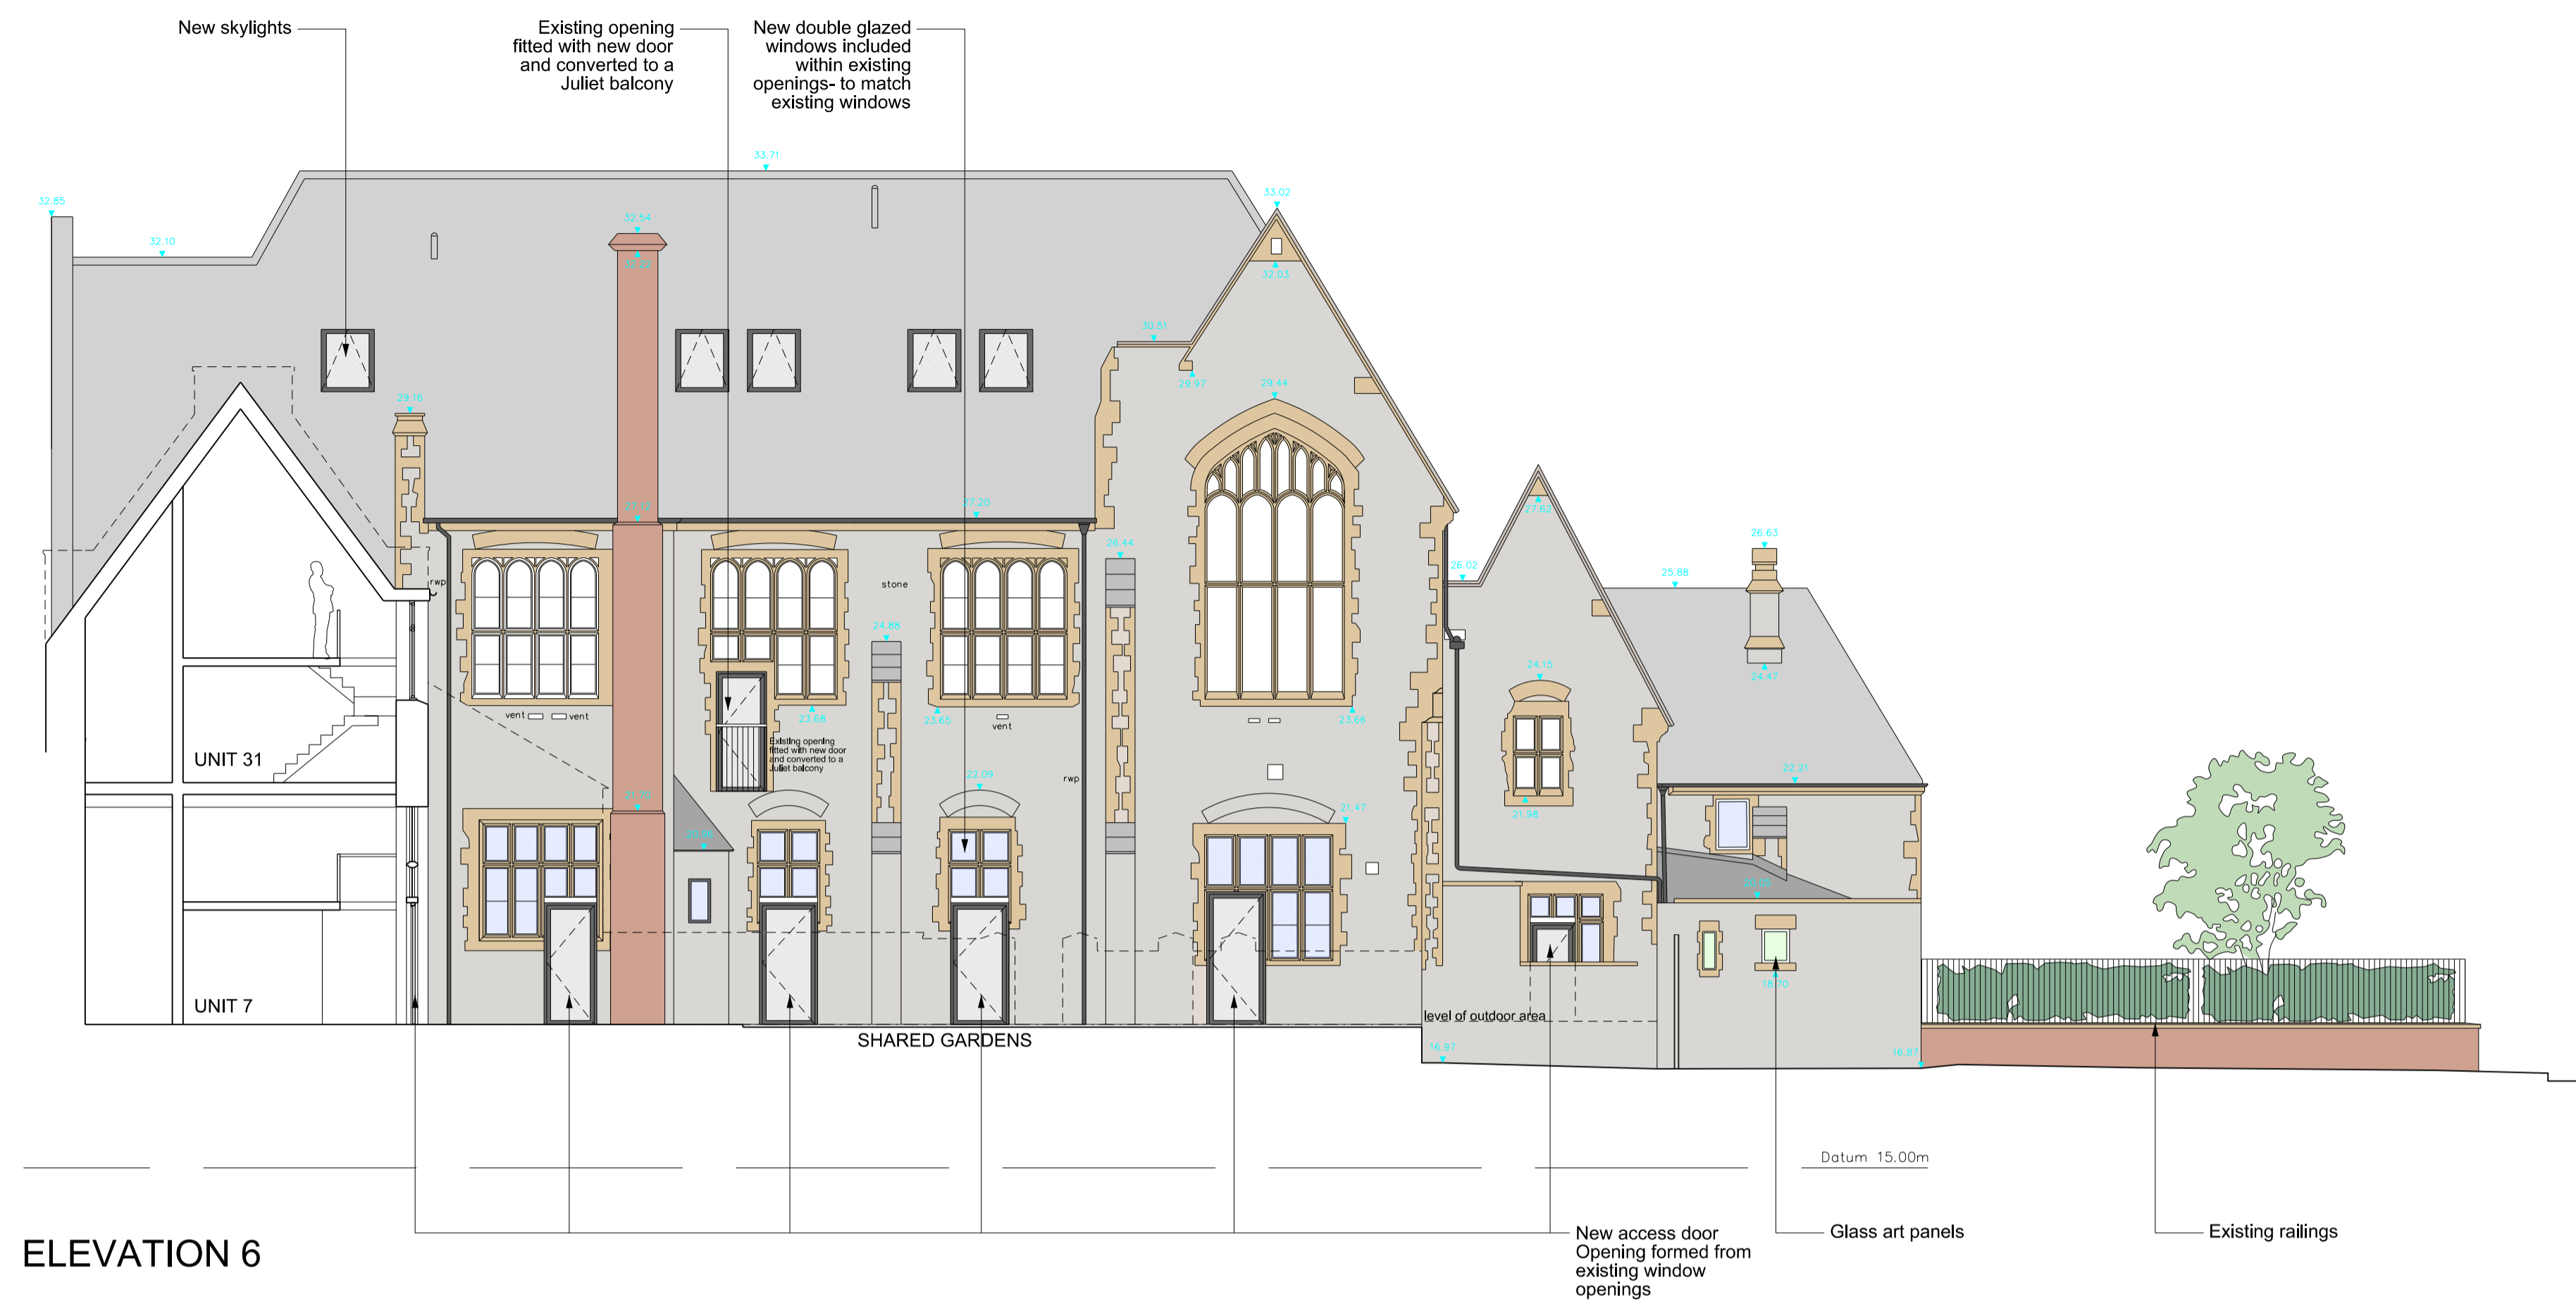 New skylights
Existing opening
fitted with new door
and converted to a
Juliet balcony
New double glazed
windows included
within existing
openings- to match
existing windows
33.71
32.85
33.02
32.54
32.10
32.03
30.51
29.97
29.44
29.16
27.20
27.62
26.44
26.63
26.02
25.88
rwp
stone
24.88
24.15
24.47
vent
vent
23.68
23.65
vent
23.66
Existing opening
fitted with new door
and converted to a
Juliet balcony
UNIT 31
rwp
22.09
22.21
21.47
21.98
18.70
UNIT 7
level of outdoor area
SHARED GARDENS
16.97
16.87
Datum 15.00m
ELEVATION 6
New access door
Opening formed from
existing window
openings
Glass art panels
Existing railings